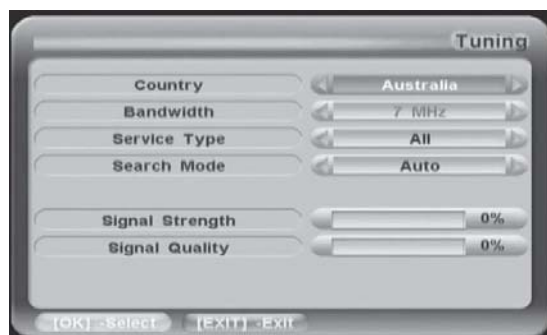 Tuning
Country Australia
Bandwidth 7 MHz
Service Type All
Search Mode Auto
Signal Strength 0%
Signal Quality 0%
[OK] -Select [EXIT] -Exit